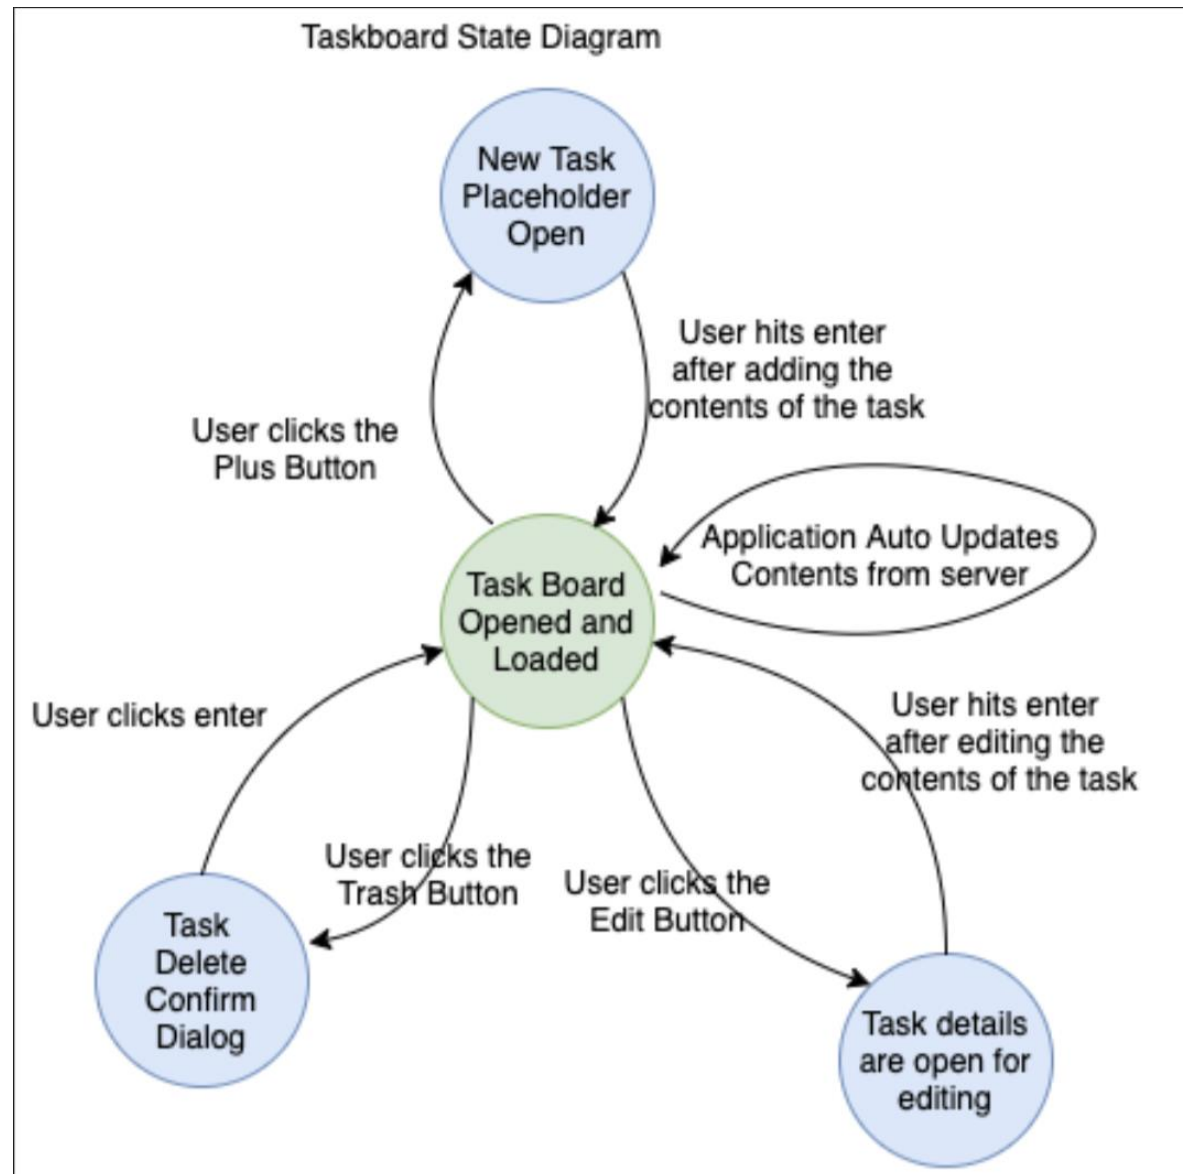 Taskboard State Diagram
New Task
Placeholder
Open
User hits enter
after adding the
contents of the task
User clicks the
Plus Button
Application Auto Updates
Contents from server
Task Board
Opened and
Loaded
User clicks enter
User hits enter
after editing the
contents of the task
User clicks the
Trash Button
User clicks the
Edit Button
Task
Delete
Confirm
Dialog
Task details
are open for
editing